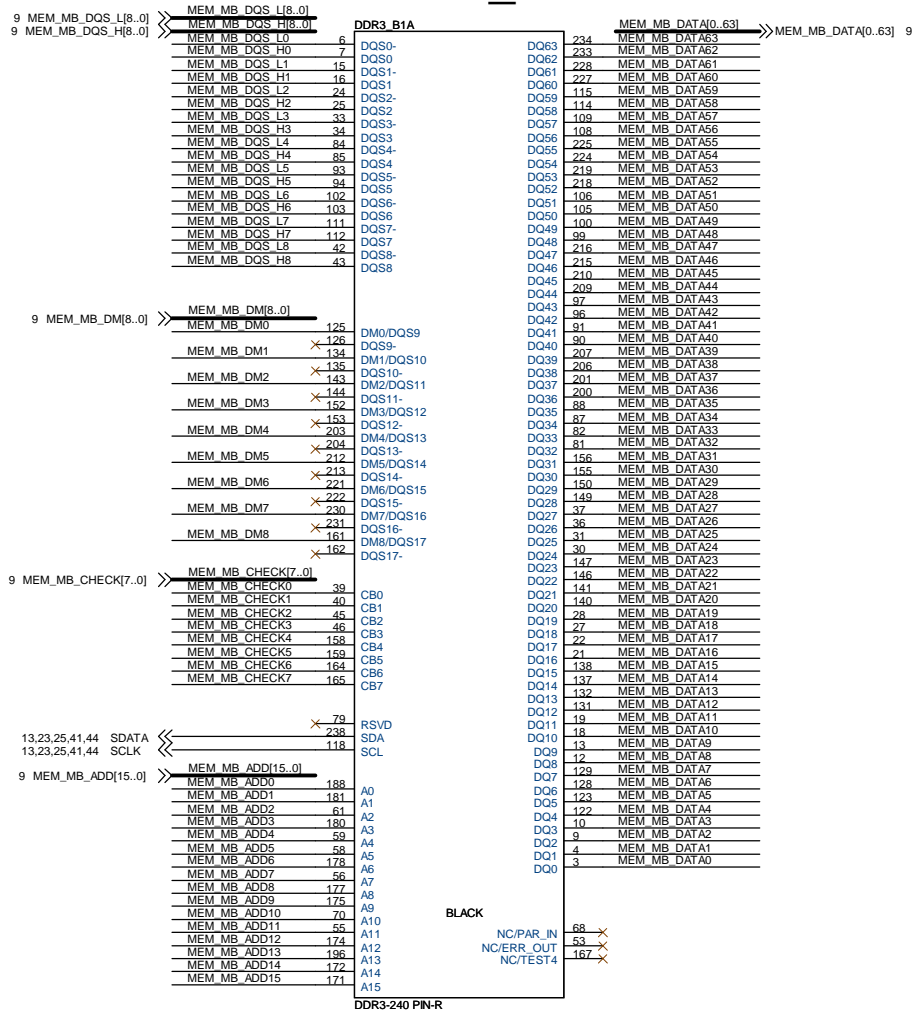 9 MEM_MB_DQS_L[8..0] MEM_MB_DQS_L[8..0]
9 MEM_MB_DQS_H[8..0] MEM_MB_DQS_H[8..0]
DDR3_B1A
MEM_MB_DQS_L0 6 DQS0-
MEM_MB_DQS_H0 7 DQS0
MEM_MB_DQS_L1 15 DQS1-
MEM_MB_DQS_H1 16 DQS1
MEM_MB_DQS_L2 24 DQS2-
MEM_MB_DQS_H2 25 DQS2
MEM_MB_DQS_L3 33 DQS3-
MEM_MB_DQS_H3 34 DQS3
MEM_MB_DQS_L4 84 DQS4-
MEM_MB_DQS_H4 85 DQS4
MEM_MB_DQS_L5 93 DQS5-
MEM_MB_DQS_H5 94 DQS5
MEM_MB_DQS_L6 102 DQS6-
MEM_MB_DQS_H6 103 DQS6
MEM_MB_DQS_L7 111 DQS7-
MEM_MB_DQS_H7 112 DQS7
MEM_MB_DQS_L8 42 DQS8-
MEM_MB_DQS_H8 43 DQS8
9 MEM_MB_DM[8..0] MEM_MB_DM[8..0]
MEM_MB_DM0 125 DM0/DQS9
126 DQS9-
MEM_MB_DM1 134 DM1/DQS10
135 DQS10-
MEM_MB_DM2 143 DM2/DQS11
144 DQS11-
MEM_MB_DM3 152 DM3/DQS12
153 DQS12-
MEM_MB_DM4 203 DM4/DQS13
204 DQS13-
MEM_MB_DM5 212 DM5/DQS14
213 DQS14-
MEM_MB_DM6 221 DM6/DQS15
222 DQS15-
MEM_MB_DM7 230 DM7/DQS16
231 DQS16-
MEM_MB_DM8 161 DM8/DQS17
162 DQS17-
9 MEM_MB_CHECK[7..0] MEM_MB_CHECK[7..0]
MEM_MB_CHECK0 39 CB0
MEM_MB_CHECK1 40 CB1
MEM_MB_CHECK2 45 CB2
MEM_MB_CHECK3 46 CB3
MEM_MB_CHECK4 158 CB4
MEM_MB_CHECK5 159 CB5
MEM_MB_CHECK6 164 CB6
MEM_MB_CHECK7 165 CB7
79 RSVD
13,23,25,41,44 SDATA 238 SDA
13,23,25,41,44 SCLK 118 SCL
9 MEM_MB_ADD[15..0] MEM_MB_ADD[15..0]
MEM_MB_ADD0 188 A0
MEM_MB_ADD1 181 A1
MEM_MB_ADD2 61 A2
MEM_MB_ADD3 180 A3
MEM_MB_ADD4 59 A4
MEM_MB_ADD5 58 A5
MEM_MB_ADD6 178 A6
MEM_MB_ADD7 56 A7
MEM_MB_ADD8 177 A8
MEM_MB_ADD9 175 A9
MEM_MB_ADD10 70 A10
MEM_MB_ADD11 55 A11
MEM_MB_ADD12 174 A12
MEM_MB_ADD13 196 A13
MEM_MB_ADD14 172 A14
MEM_MB_ADD15 171 A15
MEM_MB_DATA[0..63] MEM_MB_DATA[0..63] 9
DQ63 234 MEM_MB_DATA63
DQ62 233 MEM_MB_DATA62
DQ61 228 MEM_MB_DATA61
DQ60 227 MEM_MB_DATA60
DQ59 115 MEM_MB_DATA59
DQ58 114 MEM_MB_DATA58
DQ57 109 MEM_MB_DATA57
DQ56 108 MEM_MB_DATA56
DQ55 225 MEM_MB_DATA55
DQ54 224 MEM_MB_DATA54
DQ53 219 MEM_MB_DATA53
DQ52 218 MEM_MB_DATA52
DQ51 106 MEM_MB_DATA51
DQ50 105 MEM_MB_DATA50
DQ49 100 MEM_MB_DATA49
DQ48 99 MEM_MB_DATA48
DQ47 216 MEM_MB_DATA47
DQ46 215 MEM_MB_DATA46
DQ45 210 MEM_MB_DATA45
DQ44 209 MEM_MB_DATA44
DQ43 97 MEM_MB_DATA43
DQ42 96 MEM_MB_DATA42
DQ41 91 MEM_MB_DATA41
DQ40 90 MEM_MB_DATA40
DQ39 207 MEM_MB_DATA39
DQ38 206 MEM_MB_DATA38
DQ37 201 MEM_MB_DATA37
DQ36 200 MEM_MB_DATA36
DQ35 88 MEM_MB_DATA35
DQ34 87 MEM_MB_DATA34
DQ33 82 MEM_MB_DATA33
DQ32 81 MEM_MB_DATA32
DQ31 156 MEM_MB_DATA31
DQ30 155 MEM_MB_DATA30
DQ29 150 MEM_MB_DATA29
DQ28 149 MEM_MB_DATA28
DQ27 37 MEM_MB_DATA27
DQ26 36 MEM_MB_DATA26
DQ25 31 MEM_MB_DATA25
DQ24 30 MEM_MB_DATA24
DQ23 147 MEM_MB_DATA23
DQ22 146 MEM_MB_DATA22
DQ21 141 MEM_MB_DATA21
DQ20 140 MEM_MB_DATA20
DQ19 28 MEM_MB_DATA19
DQ18 27 MEM_MB_DATA18
DQ17 22 MEM_MB_DATA17
DQ16 21 MEM_MB_DATA16
DQ15 138 MEM_MB_DATA15
DQ14 137 MEM_MB_DATA14
DQ13 132 MEM_MB_DATA13
DQ12 131 MEM_MB_DATA12
DQ11 19 MEM_MB_DATA11
DQ10 18 MEM_MB_DATA10
DQ9 13 MEM_MB_DATA9
DQ8 12 MEM_MB_DATA8
DQ7 129 MEM_MB_DATA7
DQ6 128 MEM_MB_DATA6
DQ5 123 MEM_MB_DATA5
DQ4 122 MEM_MB_DATA4
DQ3 10 MEM_MB_DATA3
DQ2 9 MEM_MB_DATA2
DQ1 4 MEM_MB_DATA1
DQ0 3 MEM_MB_DATA0
BLACK
NC/PAR_IN 68
NC/ERR_OUT 53
NC/TEST4 167
DDR3-240 PIN-R